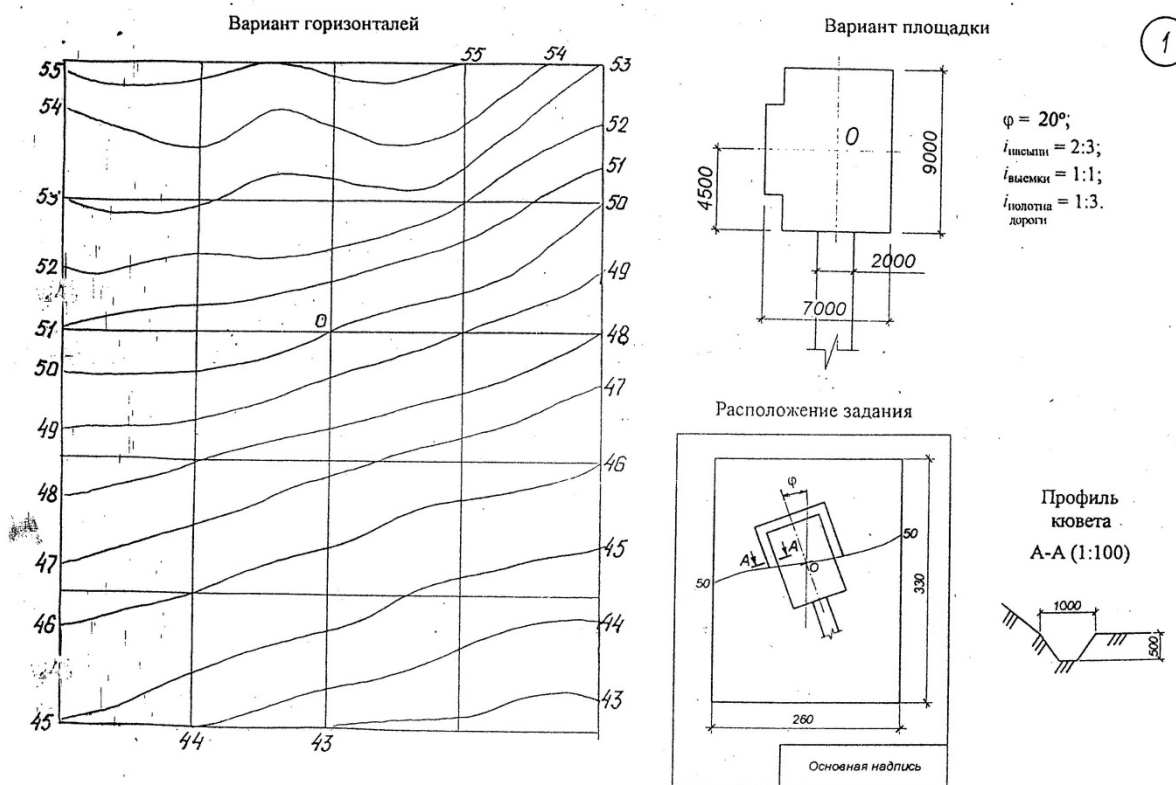 Вариант горизонталей
Вариант площадки
1
55
54
53
52
51
50
49
48
47
46
45
44
43
55
54
53
52
51
50
49
48
47
46
45
44
43
O
O
4500
9000
2000
7000
φ = 20°;
i насыпи = 2:3;
i выемки = 1:1;
i полотна дороги = 1:3.
Расположение задания
φ
A
A
O
50
50
330
260
Основная надпись
Профиль
кювета
А-А (1:100)
1000
500